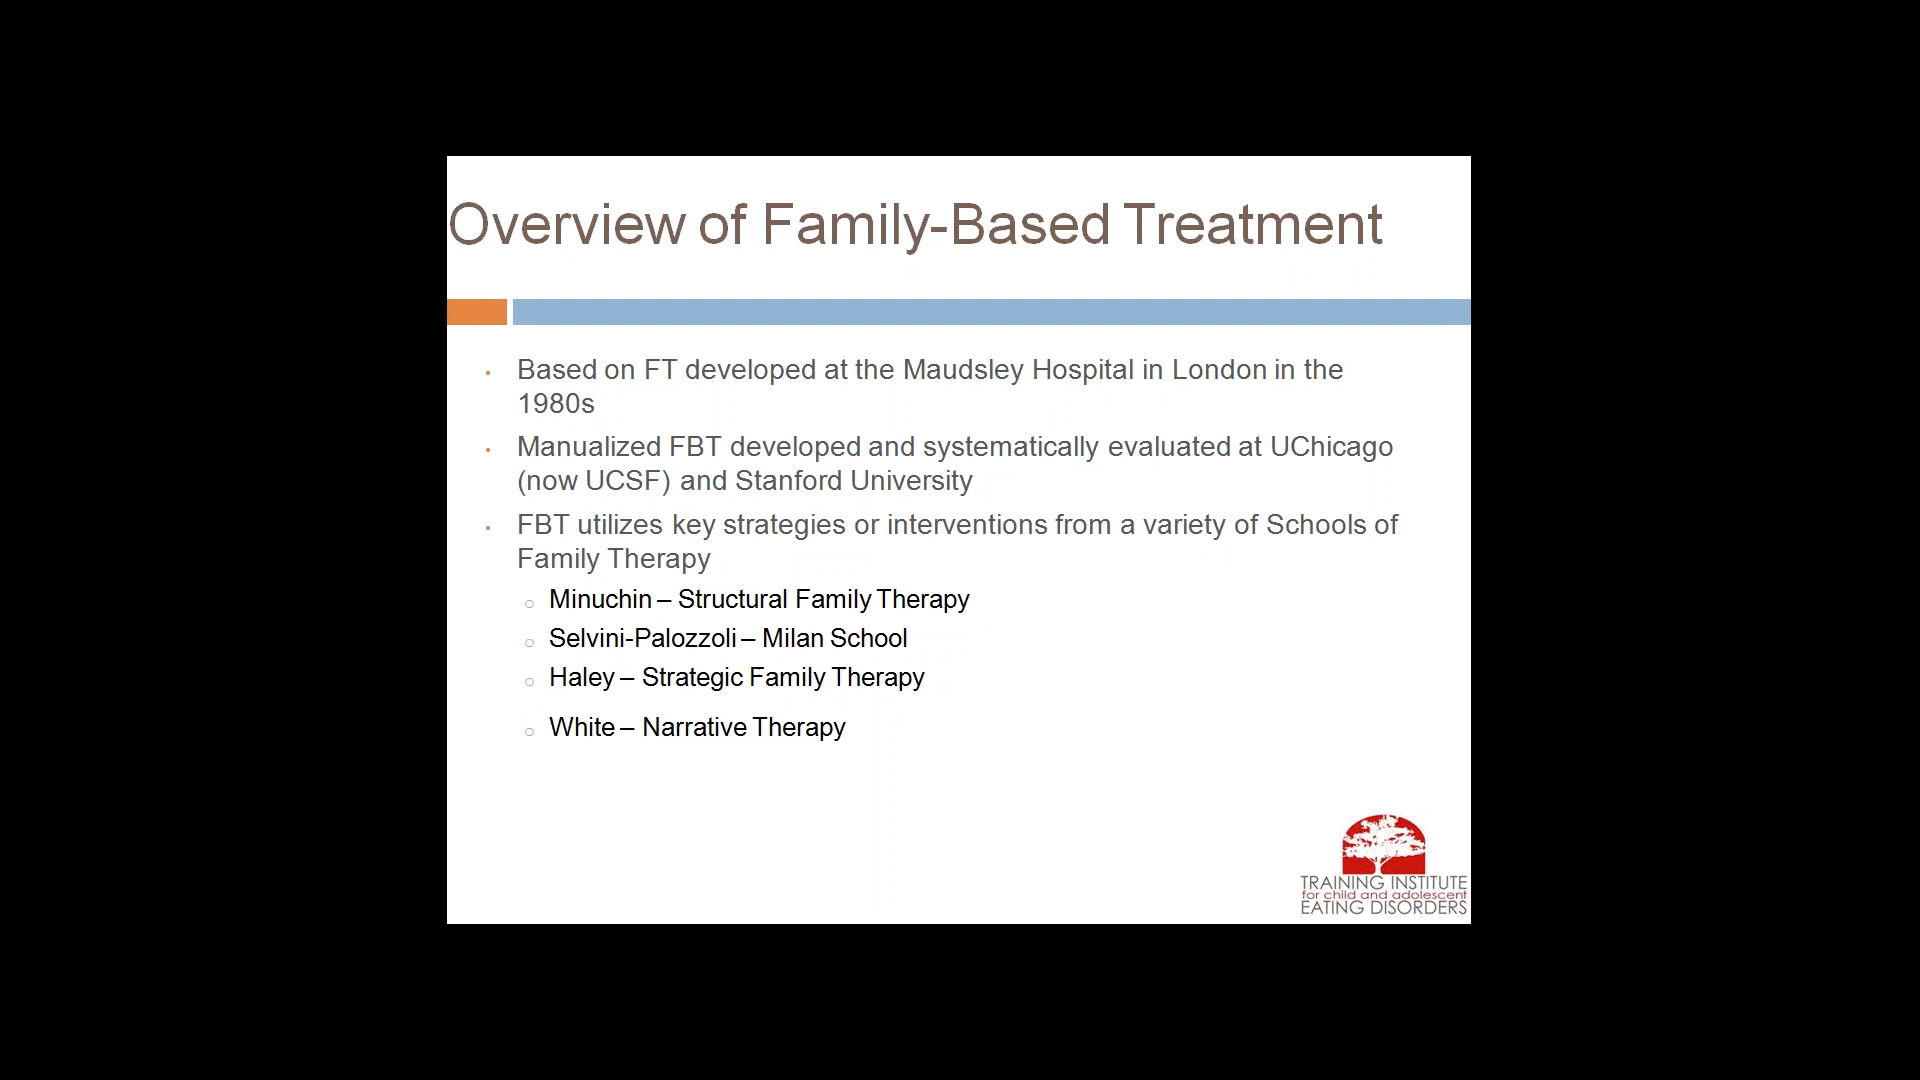 Overview of Family-Based Treatment
Based on FT developed at the Maudsley Hospital in London in the
1980s
Manualized FBT developed and systematically evaluated at UChicago
(now UCSF) and Stanford University
FBT utilizes key strategies or interventions from a variety of Schools of
Family Therapy
Minuchin – Structural Family Therapy
Selvini-Palozzoli – Milan School
Haley – Strategic Family Therapy
White – Narrative Therapy
TRAINING INSTITUTE
for child and adolescent
EATING DISORDERS